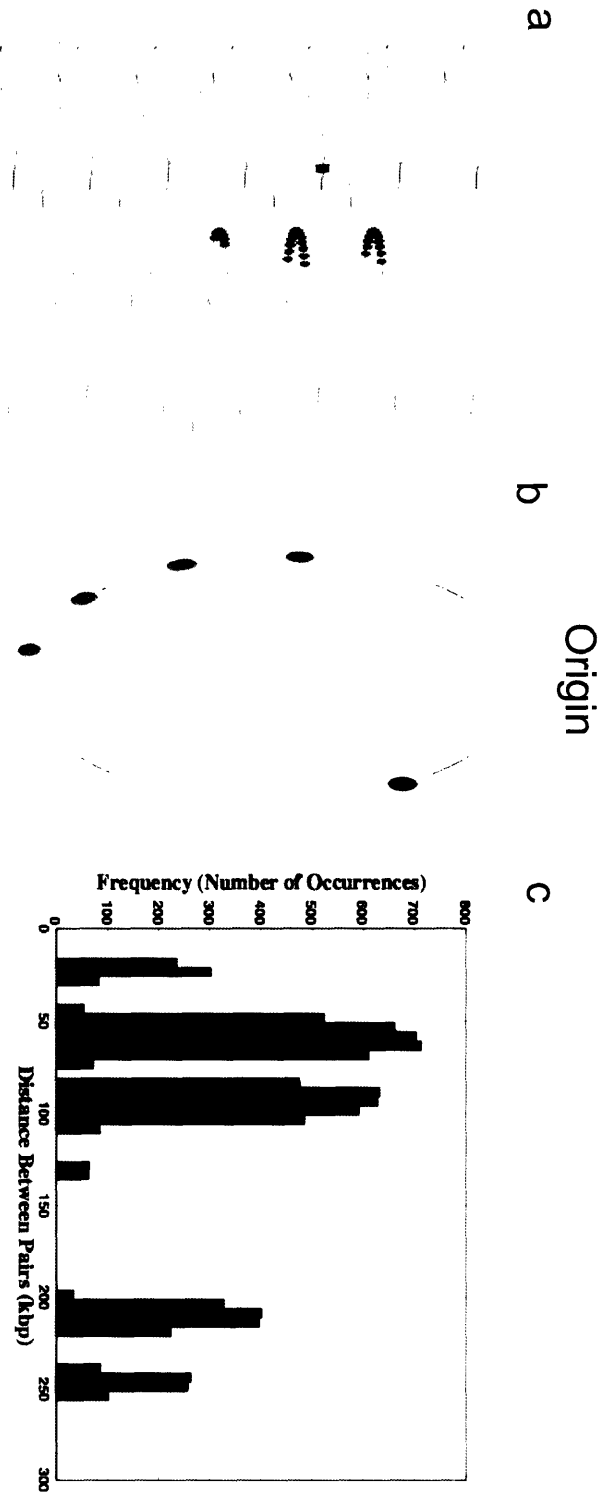 a
b
Origin
c
Frequency (Number of Occurrences)
800
700
600
500
400
300
200
100
0
0
50
100
150
200
250
300
Distance Between Pairs (kbp)